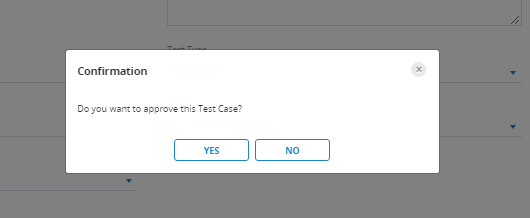 Test Type
Confirmation
Do you want to approve this Test Case?
YES
NO